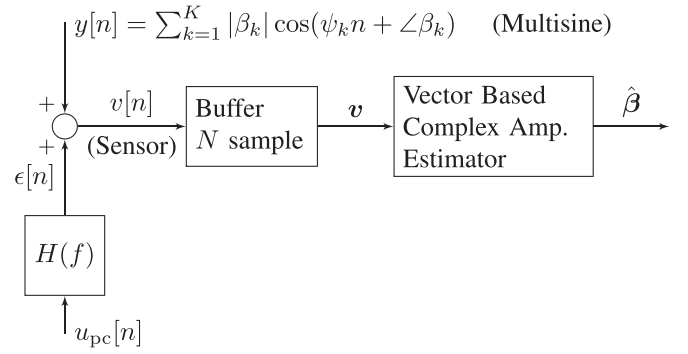 y[n] = ∑_{k=1}^{K} |β_k| cos(ψ_k n + ∠β_k) (Multisine)
+
v[n]
+
(Sensor)
Buffer
N sample
v
Vector Based
Complex Amp.
Estimator
β̂
ϵ[n]
H(f)
u_pc[n]